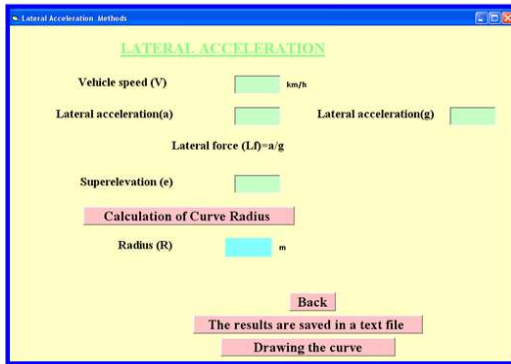 Lateral Acceleration Methods
LATERAL ACCELERATION
Vehicle speed (V) km/h
Lateral acceleration(a) Lateral acceleration(g)
Lateral force (Lf)=a/g
Superelevation (e)
Calculation of Curve Radius
Radius (R) m
Back
The results are saved in a text file
Drawing the curve